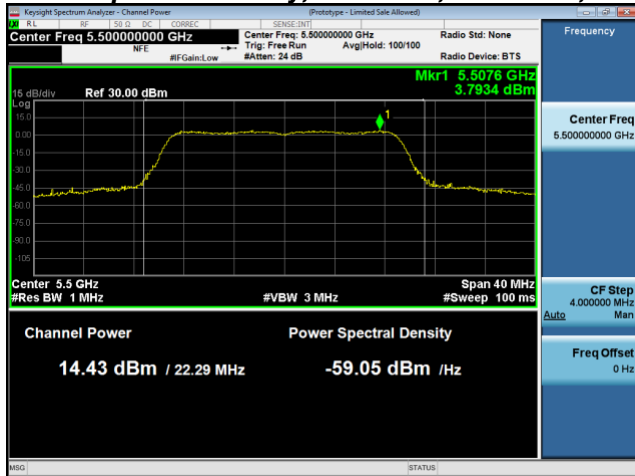 Keysight Spectrum Analyzer - Channel Power
(Prototype - Limited Sale Allowed)
RL RF 50 Ω DC CORREC SENSE:INT
Center Freq 5.500000000 GHz
NFE
#IFGain:Low
Center Freq: 5.500000000 GHz
Trig: Free Run Avg|Hold: 100/100
#Atten: 24 dB
Radio Std: None
Radio Device: BTS
Frequency
Mkr1 5.5076 GHz
3.7934 dBm
15 dB/div Ref 30.00 dBm
Log
15.0
0.00
-15.0
-30.0
-45.0
-60.0
-75.0
-90.0
-105
1
Center 5.5 GHz Span 40 MHz
#Res BW 1 MHz #VBW 3 MHz #Sweep 100 ms
Channel Power Power Spectral Density
14.43 dBm / 22.29 MHz -59.05 dBm /Hz
Center Freq
5.500000000 GHz
CF Step
4.000000 MHz
Auto Man
Freq Offset
0 Hz
MSG STATUS